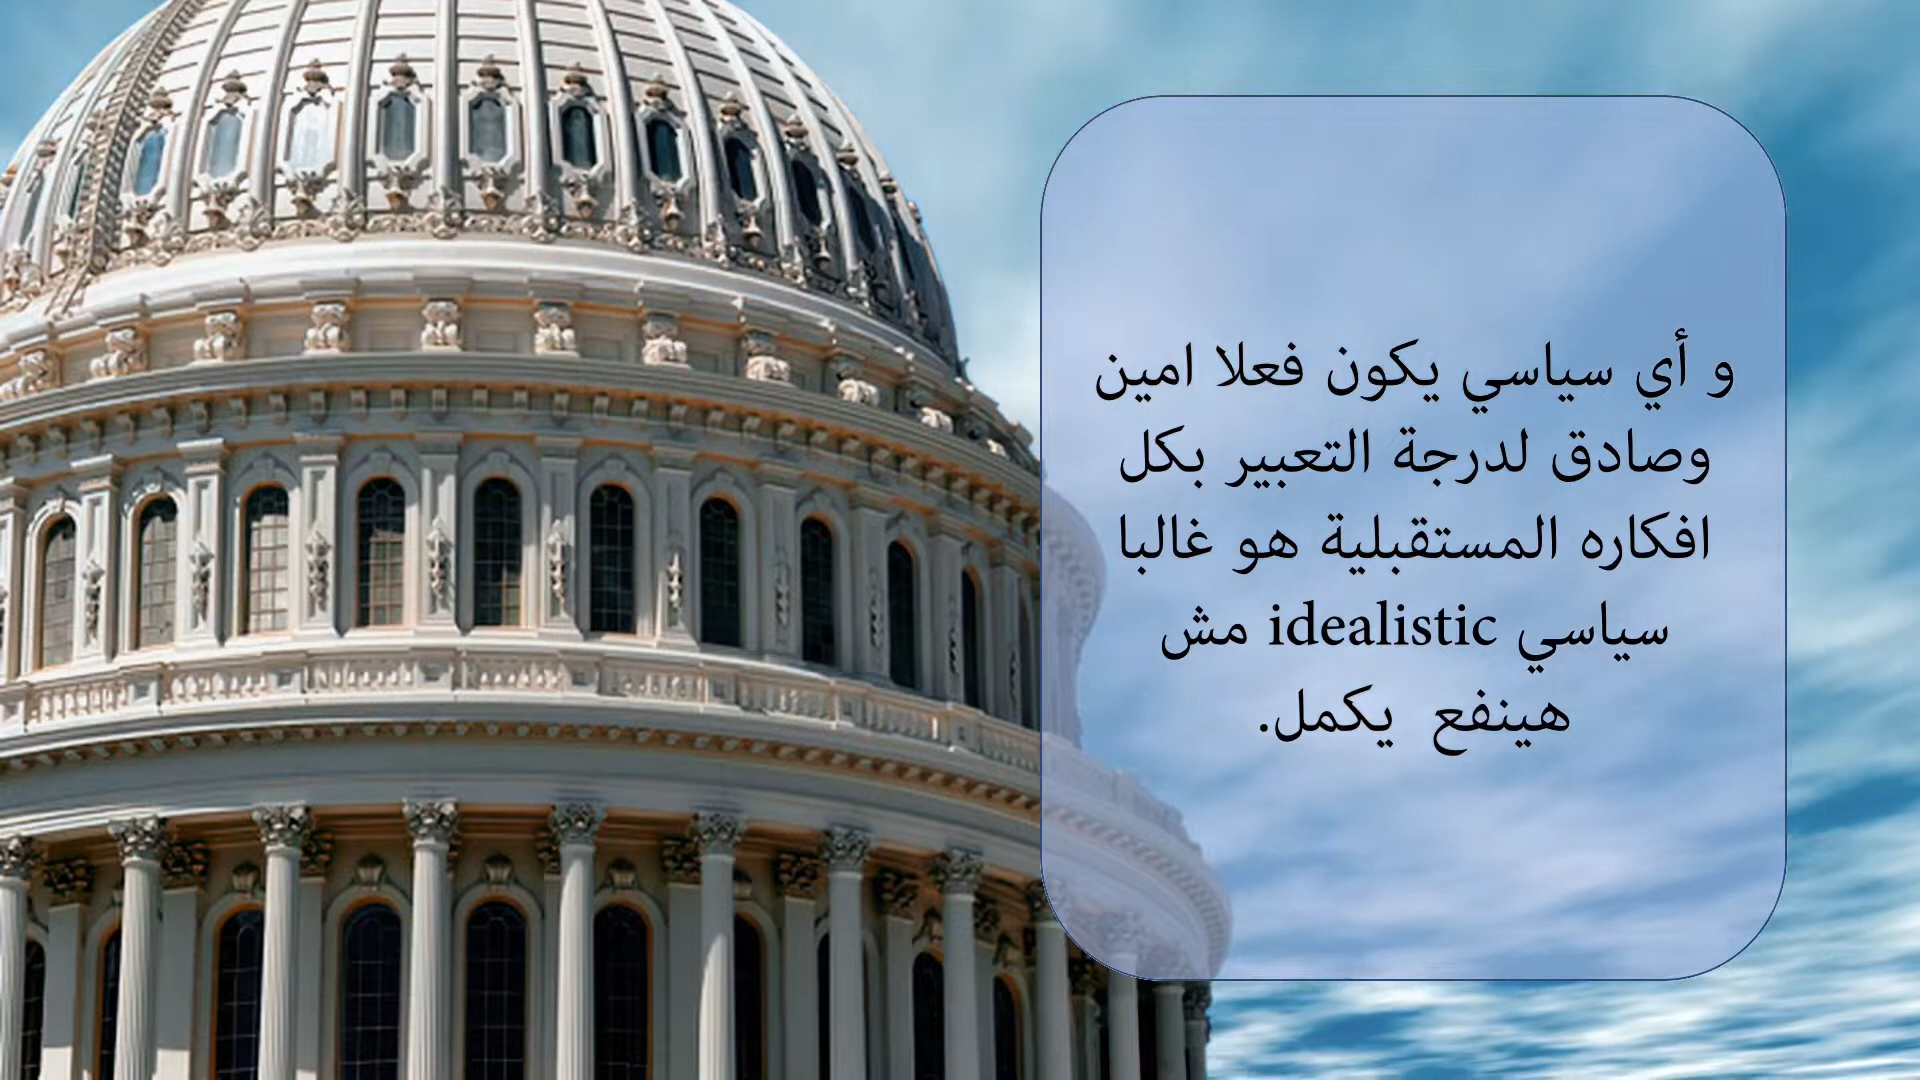 و أي سياسي يكون فعلا امين
وصادق لدرجة التعبير بكل
افكاره المستقبلية هو غالبا
سياسي idealistic مش
هينفع يكمل.